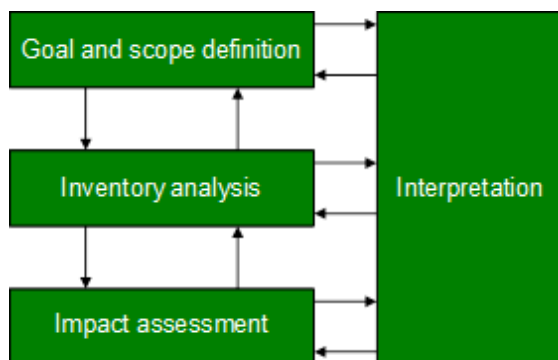 Goal and scope definition
Inventory analysis
Interpretation
Impact assessment